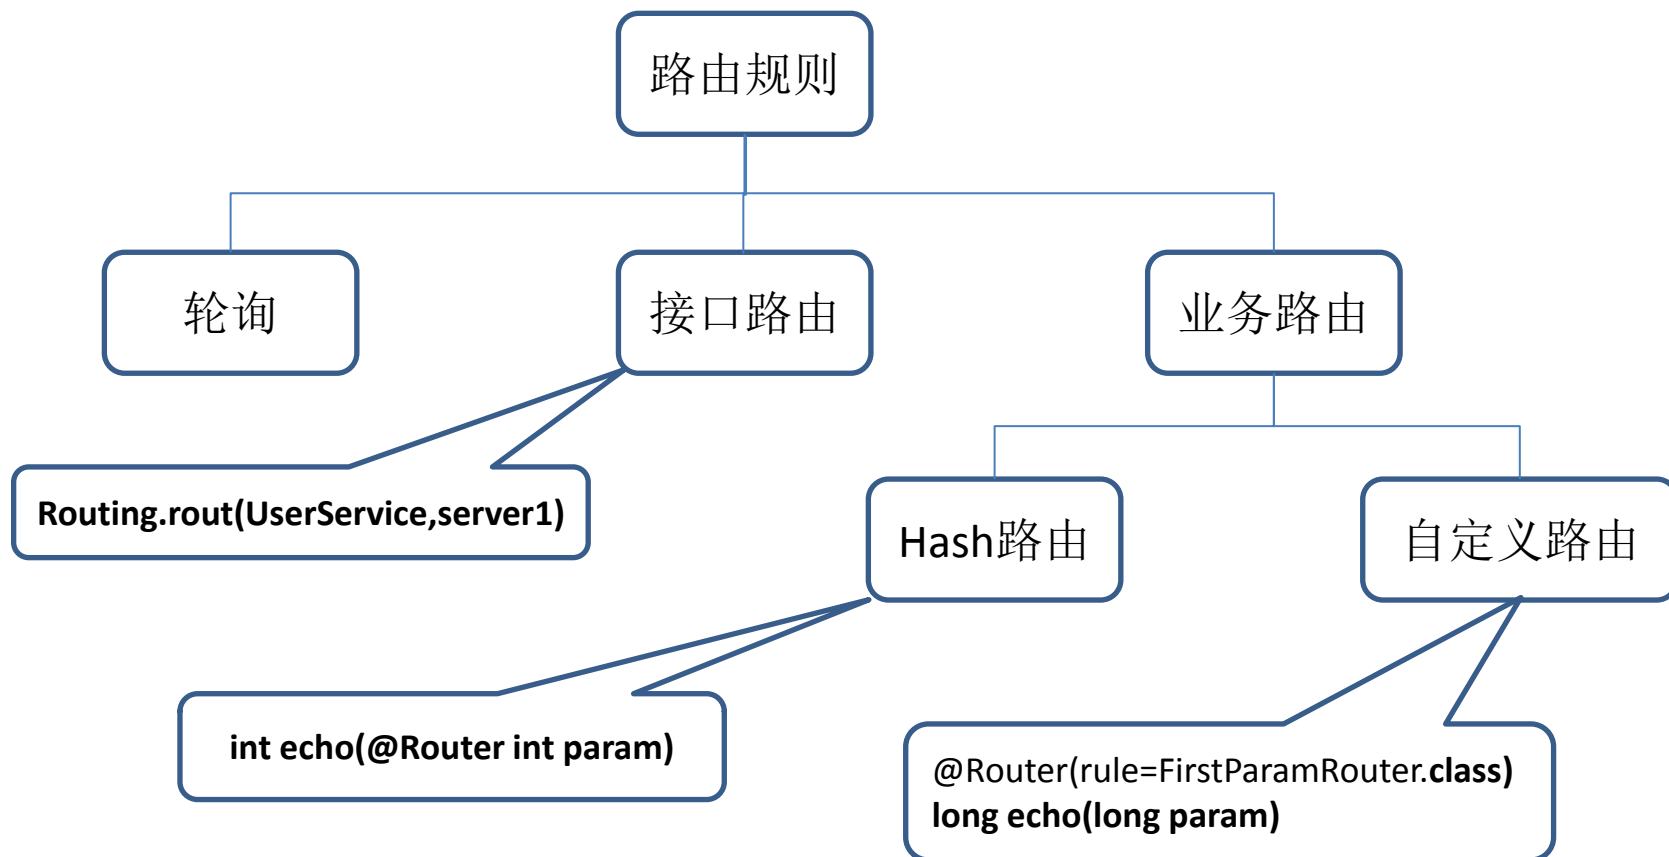 路由规则
轮询
接口路由
业务路由
Routing.rout(UserService,server1)
Hash路由
自定义路由
int echo(@Router int param)
@Router(rule=FirstParamRouter.class)
long echo(long param)